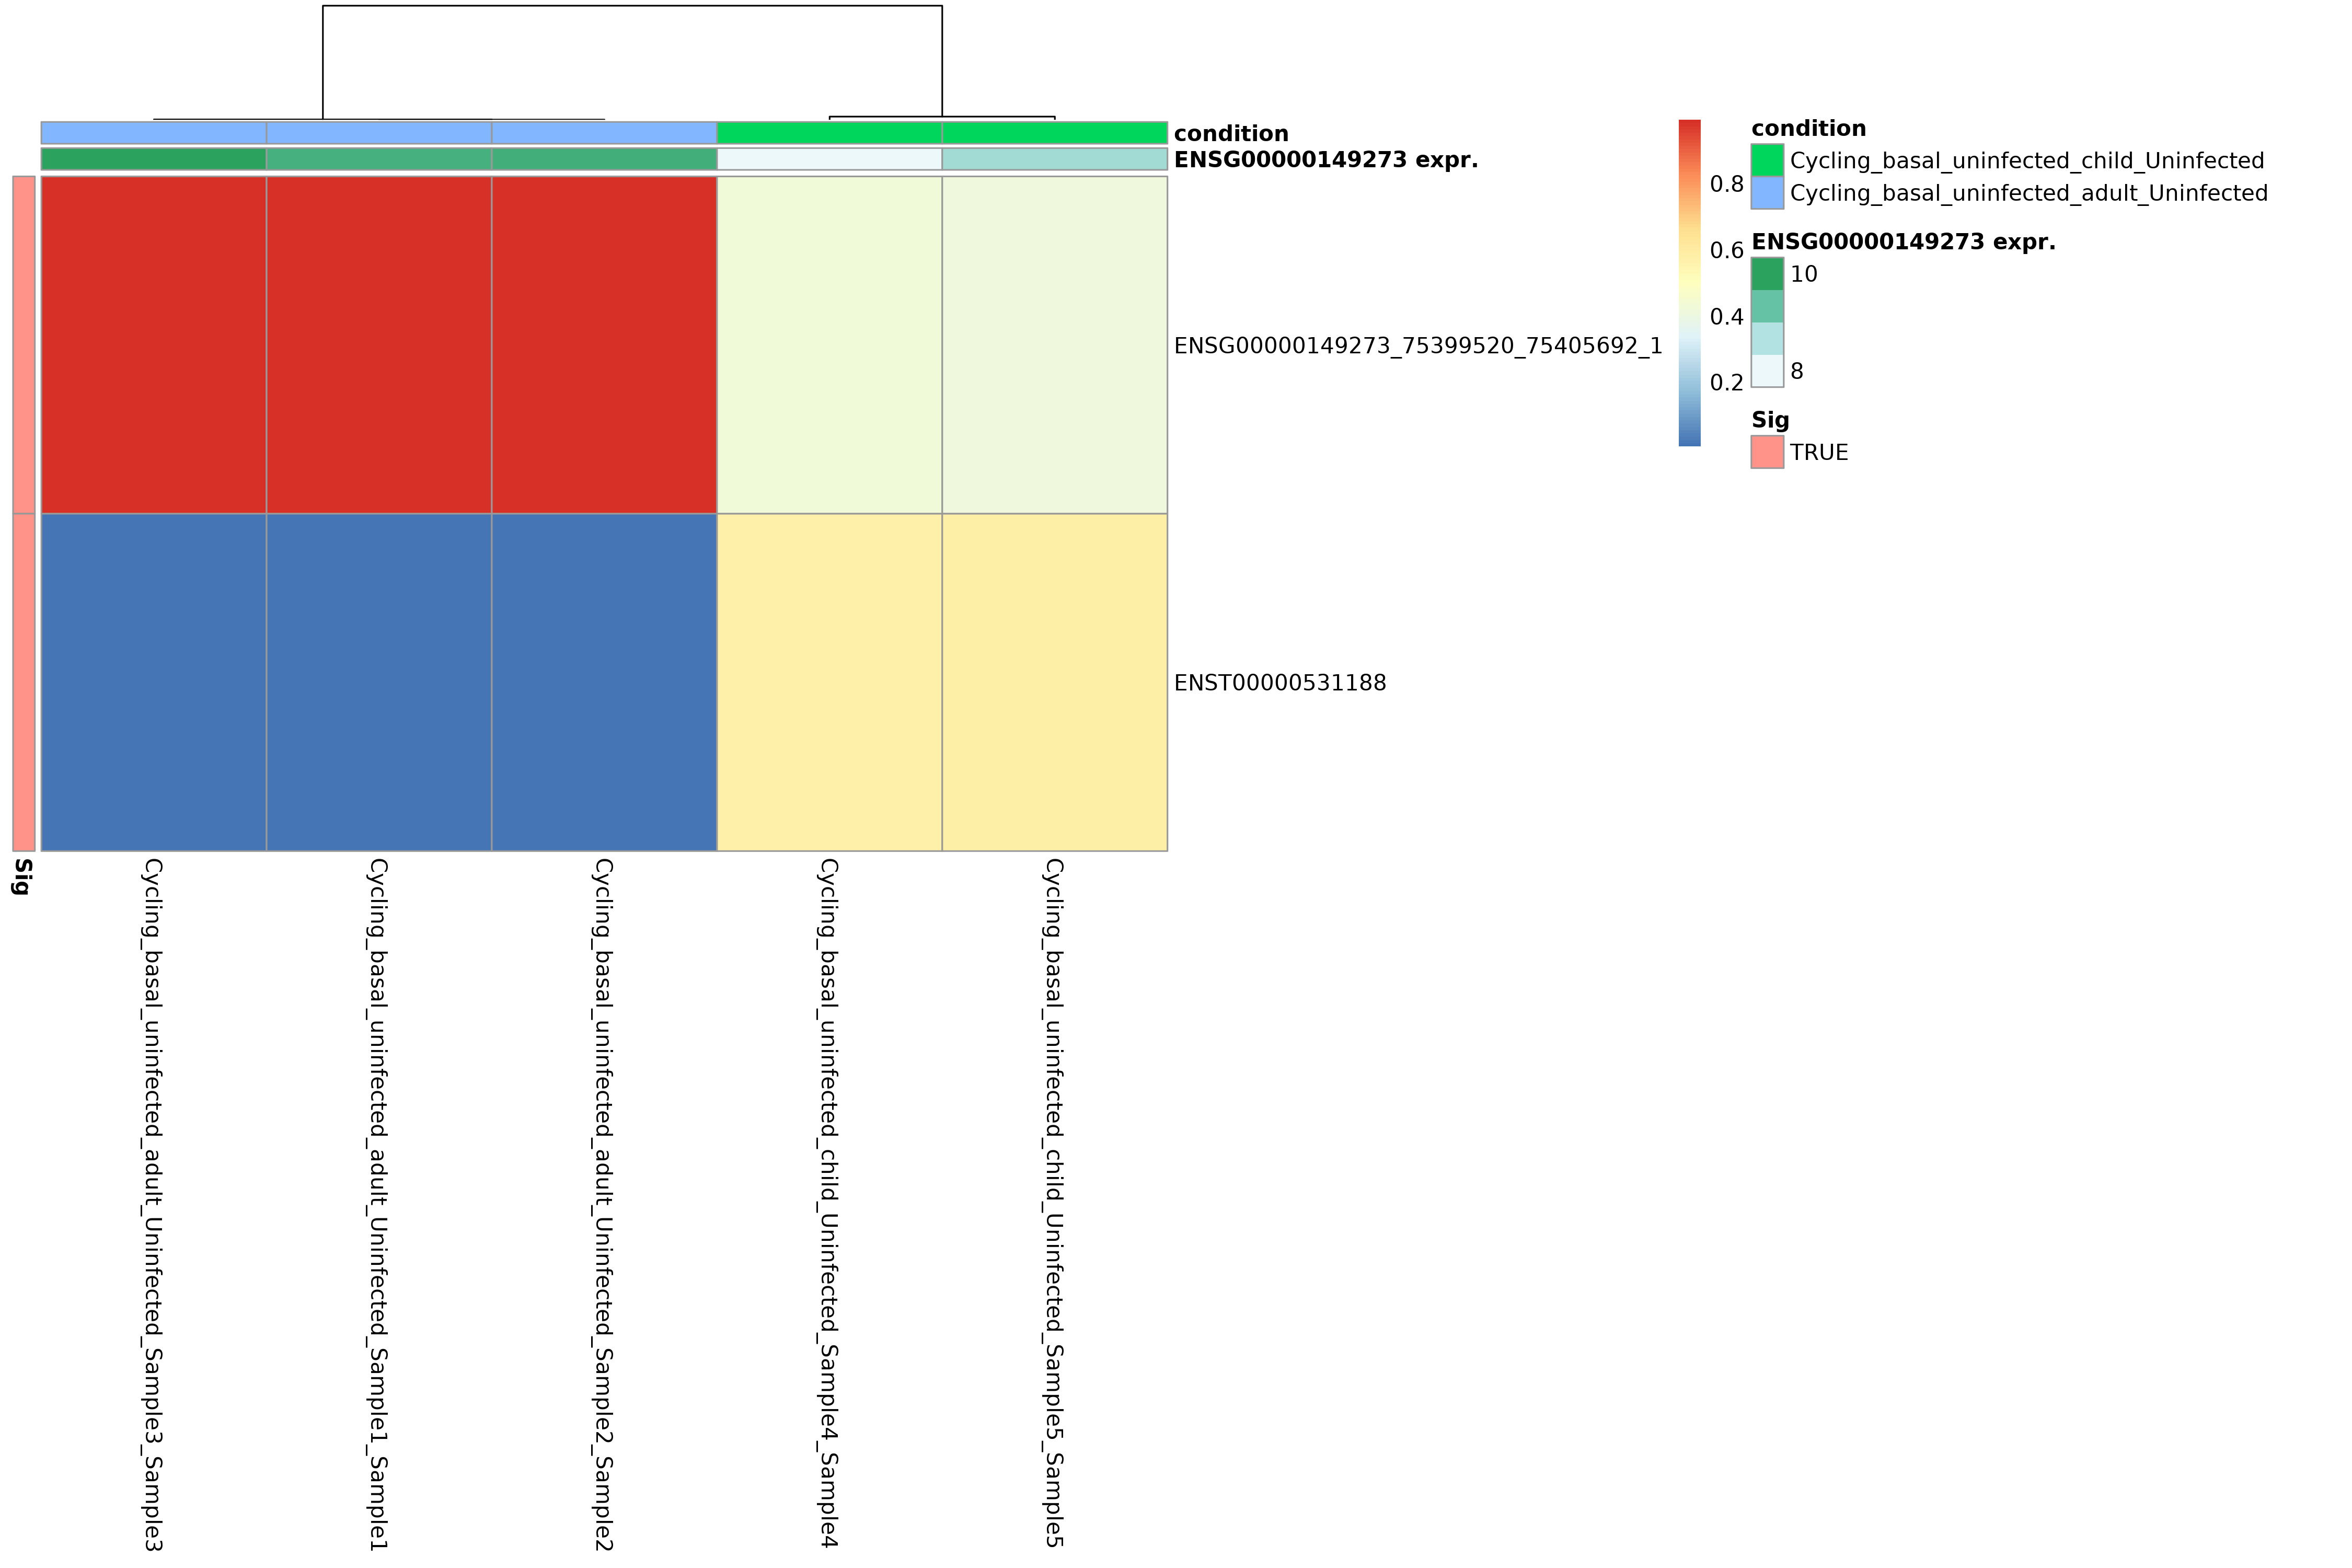 condition
ENSG00000149273 expr.
ENSG00000149273_75399520_75405692_1
ENST00000531188
Sig
Cycling_basal_uninfected_adult_Uninfected_Sample3_Sample3
Cycling_basal_uninfected_adult_Uninfected_Sample1_Sample1
Cycling_basal_uninfected_adult_Uninfected_Sample2_Sample2
Cycling_basal_uninfected_child_Uninfected_Sample4_Sample4
Cycling_basal_uninfected_child_Uninfected_Sample5_Sample5
0.8
0.6
0.4
0.2
condition
Cycling_basal_uninfected_child_Uninfected
Cycling_basal_uninfected_adult_Uninfected
ENSG00000149273 expr.
10
8
Sig
TRUE